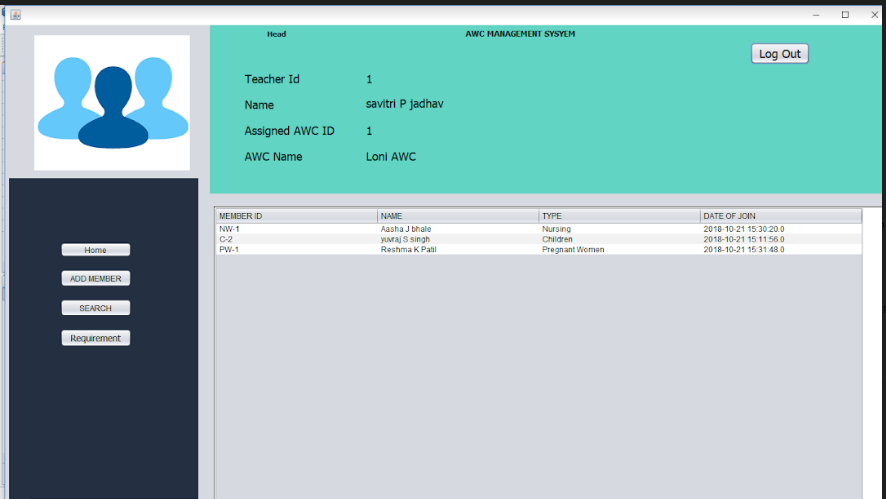 Head AWC MANAGEMENT SYSYEM
Log Out
Teacher Id 1
Name savitri P jadhav
Assigned AWC ID 1
AWC Name Loni AWC
Home
ADD MEMBER
SEARCH
Requirement
MEMBER ID NAME TYPE DATE OF JOIN
NW-1 Aasha J bhale Nursing 2018-10-21 15:30:20.0
C-2 yuvraj S singh Children 2018-10-21 15:11:56.0
PW-1 Reshma K Patil Pregnant Women 2018-10-21 15:31:48.0